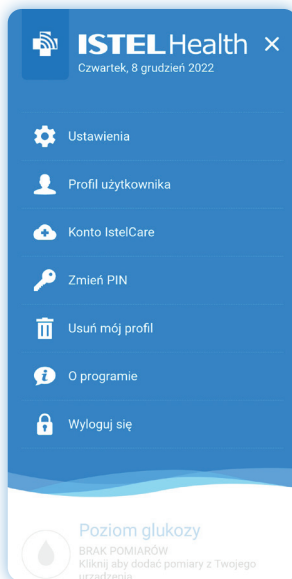 ISTEL Health ×
Czwartek, 8 grudzień 2022
Ustawienia
Profil użytkownika
Konto IstelCare
Zmień PIN
Usuń mój profil
O programie
Wyloguj się
Poziom glukozy
BRAK POMIARÓW
Kliknij aby dodać pomiary z Twojego
urządzenia